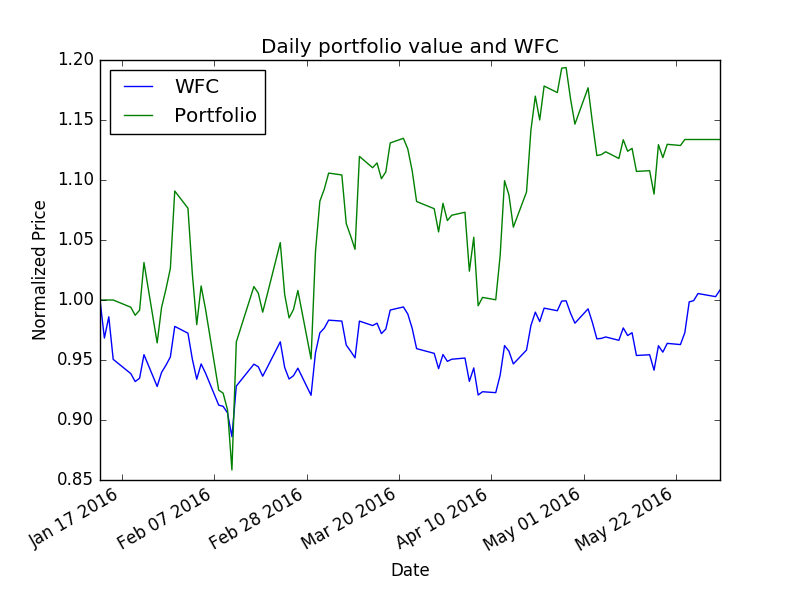 Daily portfolio value and WFC
1.20
1.15
1.10
1.05
1.00
0.95
0.90
0.85
Normalized Price
WFC
Portfolio
Jan 17 2016
Feb 07 2016
Feb 28 2016
Mar 20 2016
Apr 10 2016
May 01 2016
May 22 2016
Date